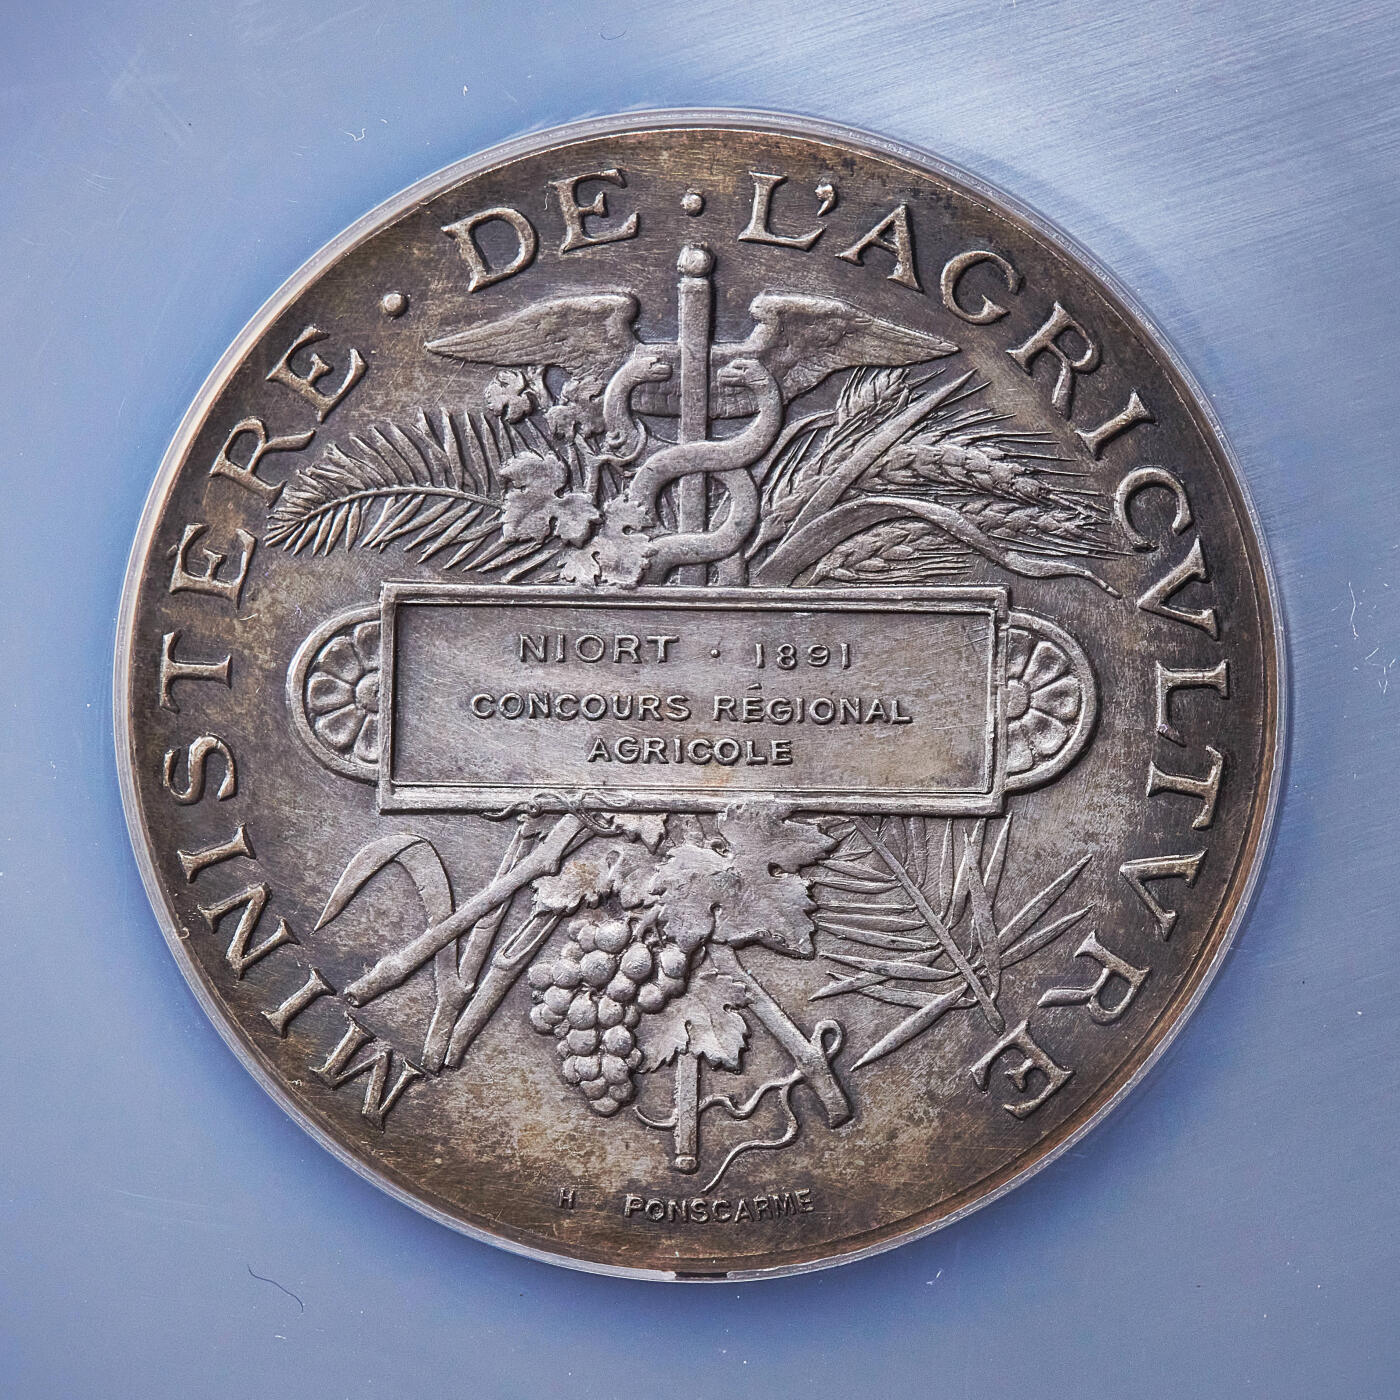 MINISTÈRE · DE · L'AGRICVLTVRE
NIORT · 1891
CONCOURS RÉGIONAL
AGRICOLE
H PONSCARME